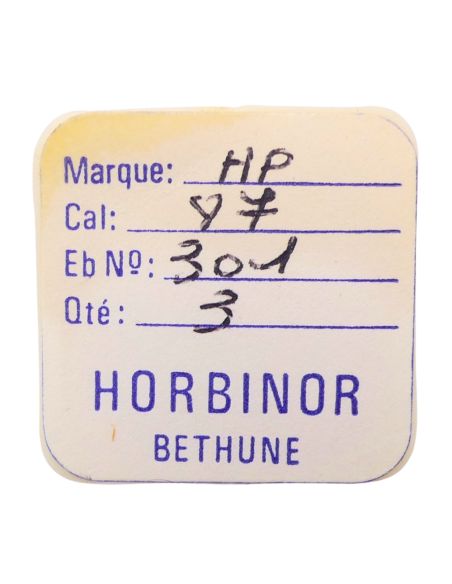 Marque: HP
Cal: 97
Eb Nº: 301
Qté: 3
HORBINOR
BETHUNE